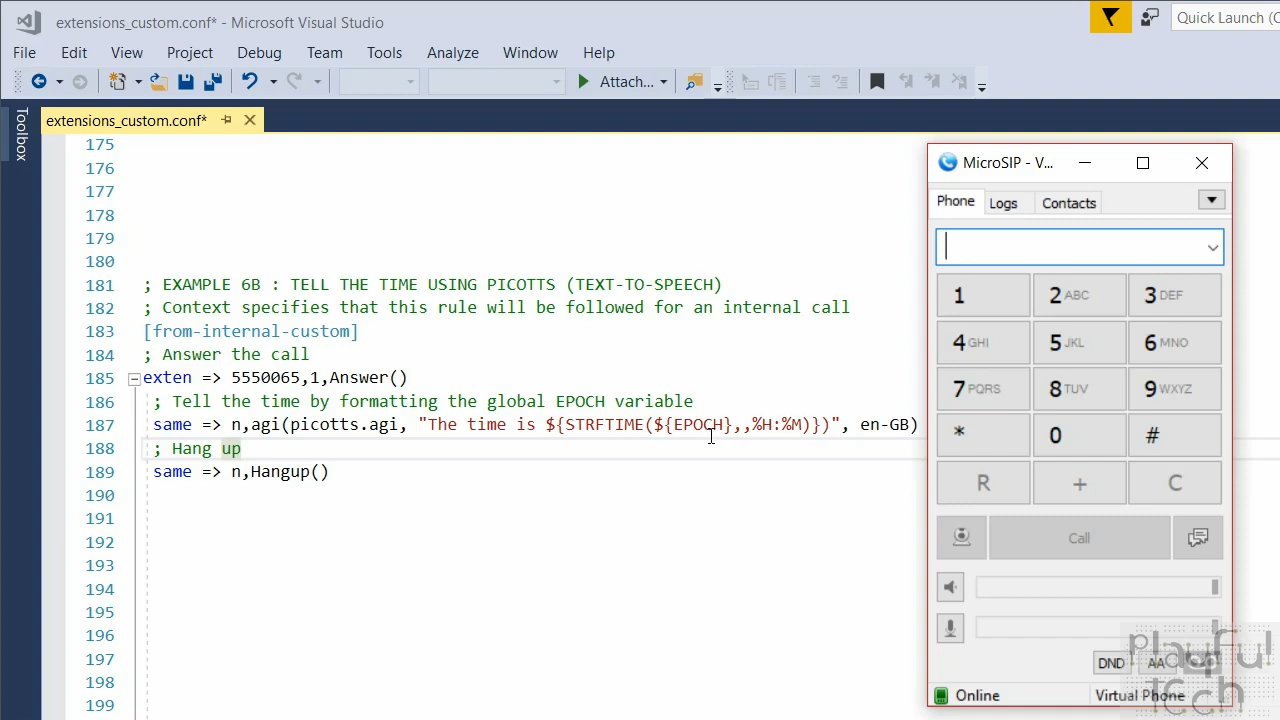 extensions_custom.conf* - Microsoft Visual Studio
Quick Launch (C
File Edit View Project Debug Team Tools Analyze Window Help
Attach...
Toolbox
extensions_custom.conf*
175
176
177
178
179
180
181 ; EXAMPLE 6B : TELL THE TIME USING PICOTTS (TEXT-TO-SPEECH)
182 ; Context specifies that this rule will be followed for an internal call
183 [from-internal-custom]
184 ; Answer the call
185 exten => 5550065,1,Answer()
186 ; Tell the time by formatting the global EPOCH variable
187 same => n,agi(picotts.agi, "The time is ${STRFTIME(${EPOCH},,%H:%M)})", en-GB)
188 ; Hang up
189 same => n,Hangup()
190
191
192
193
194
195
196
197
198
199
MicroSIP - V...
Phone Logs Contacts
1 2 ABC 3 DEF
4 GHI 5 JKL 6 MNO
7 PQRS 8 TUV 9 WXYZ
* 0 #
R + C
Call
DND AA
Online Virtual Phone
playful tech